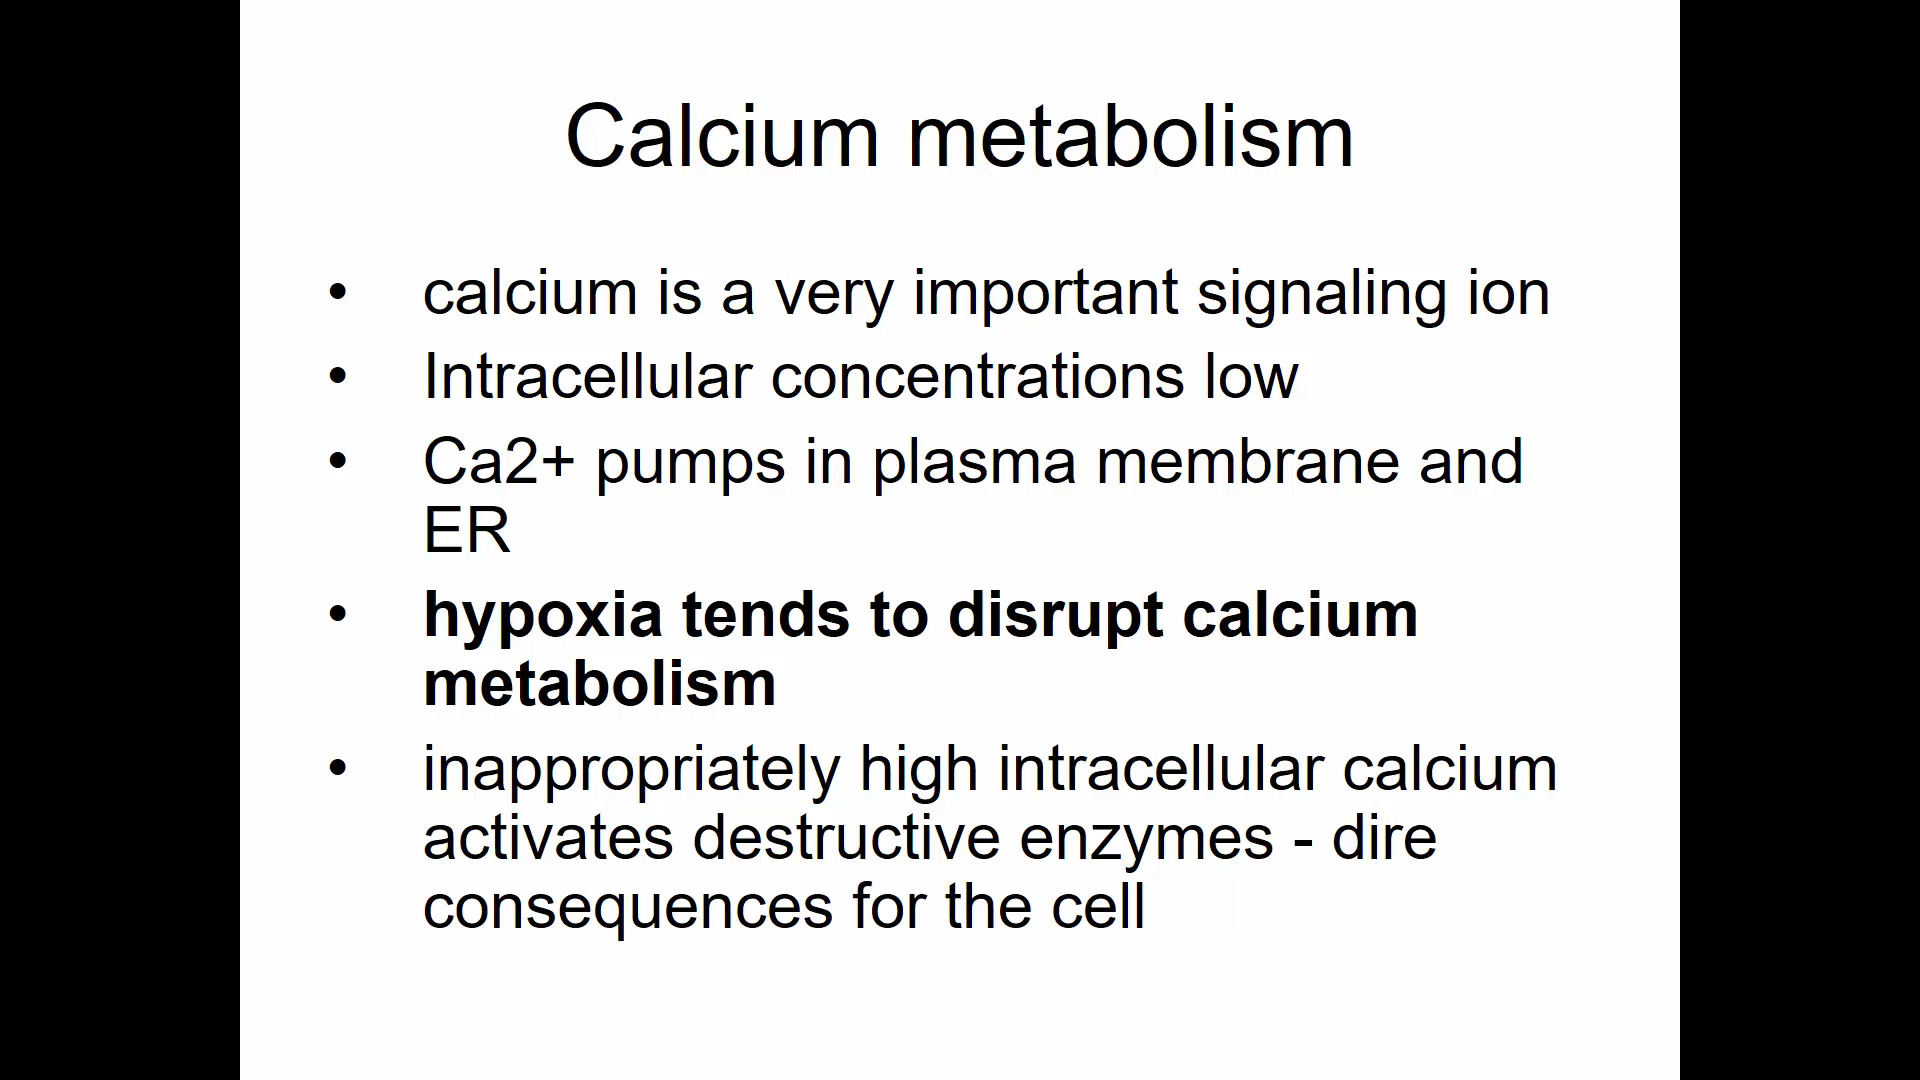 Calcium metabolism
• calcium is a very important signaling ion
• Intracellular concentrations low
• Ca2+ pumps in plasma membrane and
ER
• hypoxia tends to disrupt calcium
metabolism
• inappropriately high intracellular calcium
activates destructive enzymes - dire
consequences for the cell